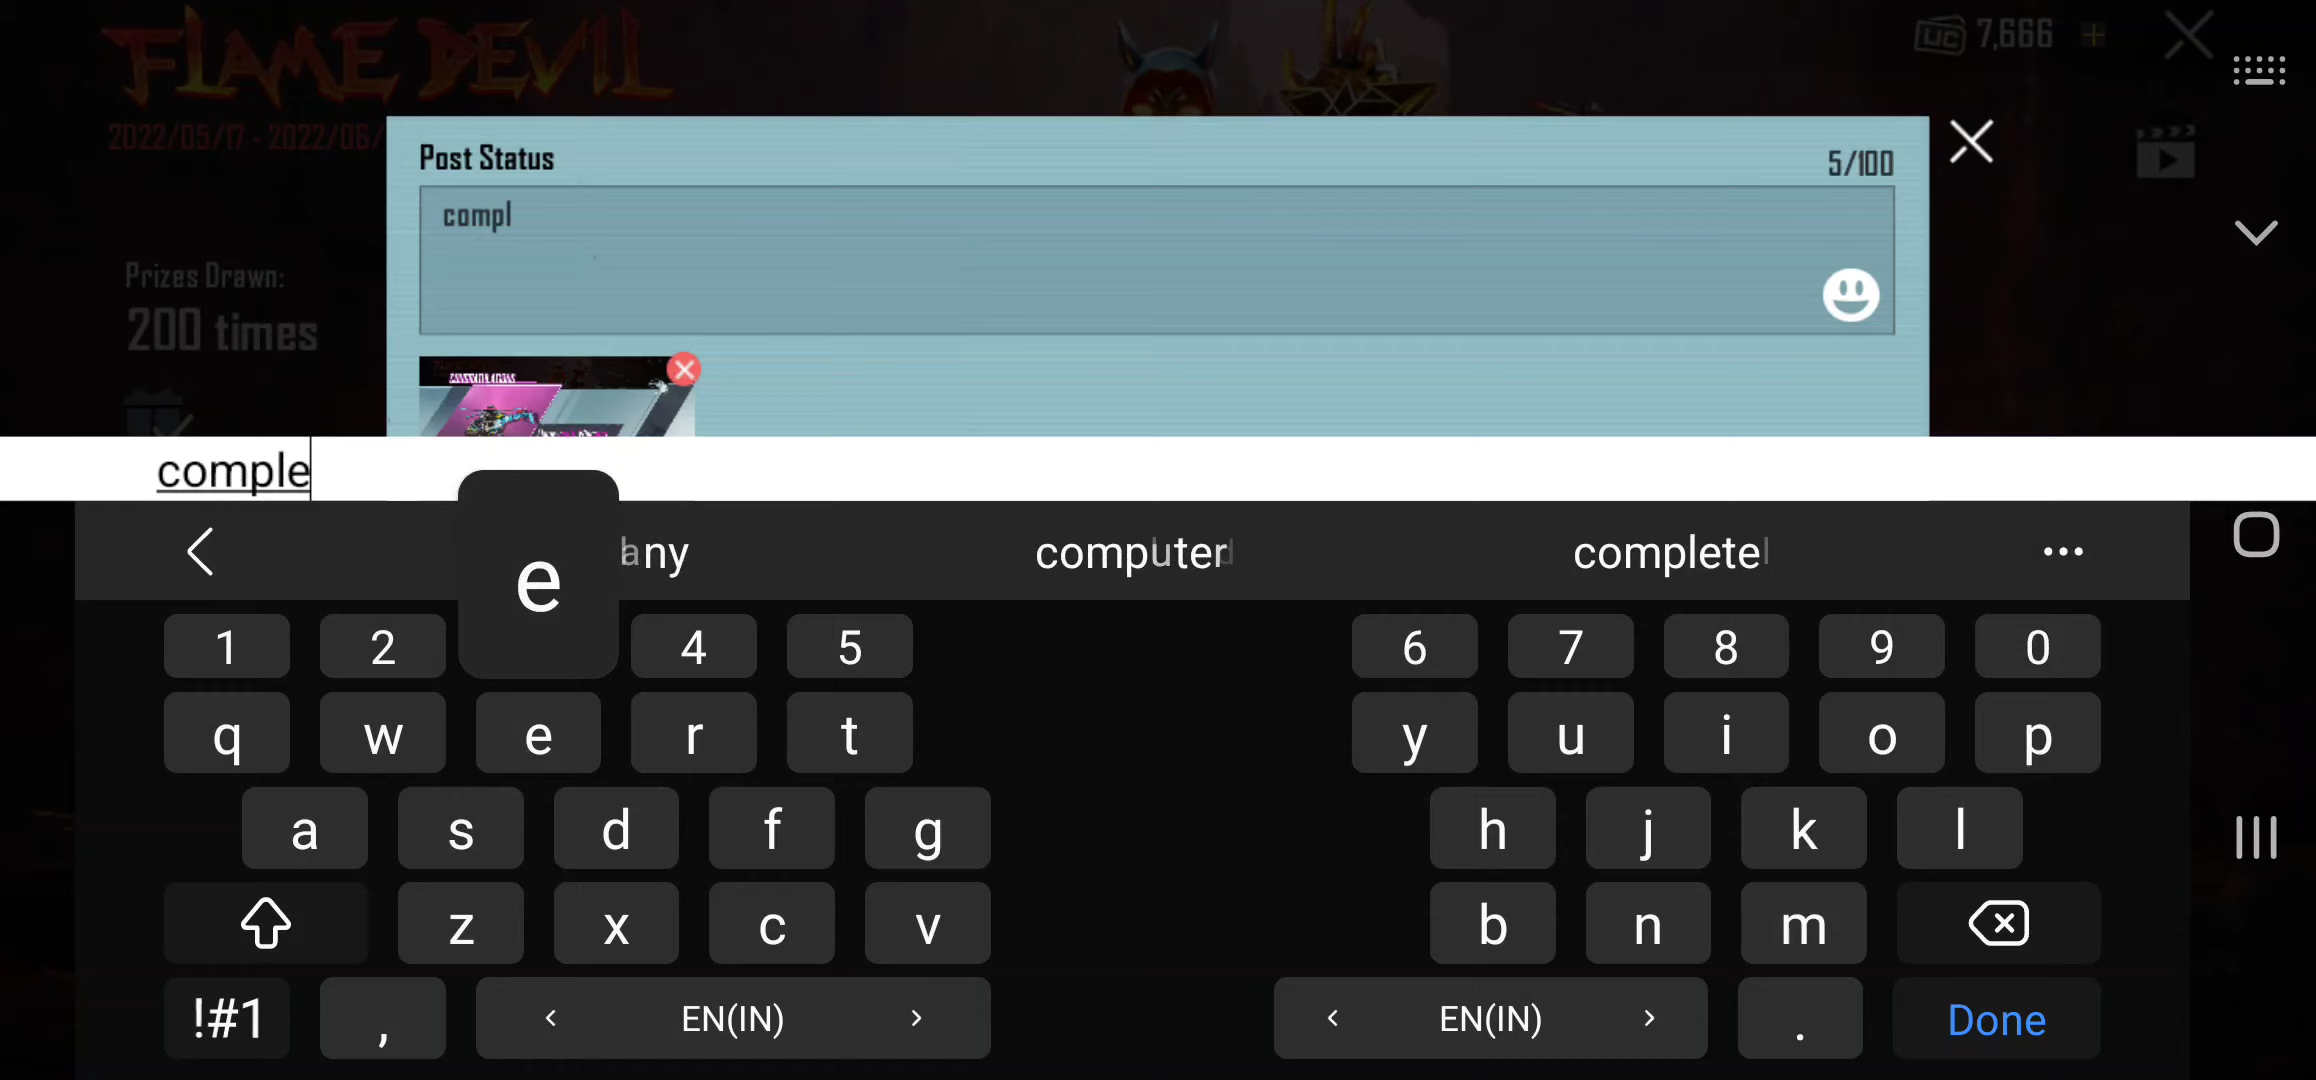 FLAME DEVIL
UC 7,666 +
2022/05/17 - 2022/06/
Post Status
5/100
compl
Prizes Drawn:
200 times
comple
e
any
computer
complete
...
1 2 4 5 6 7 8 9 0
q w e r t y u i o p
a s d f g h j k l
z x c v b n m
!#1 , < EN(IN) > < EN(IN) > . Done